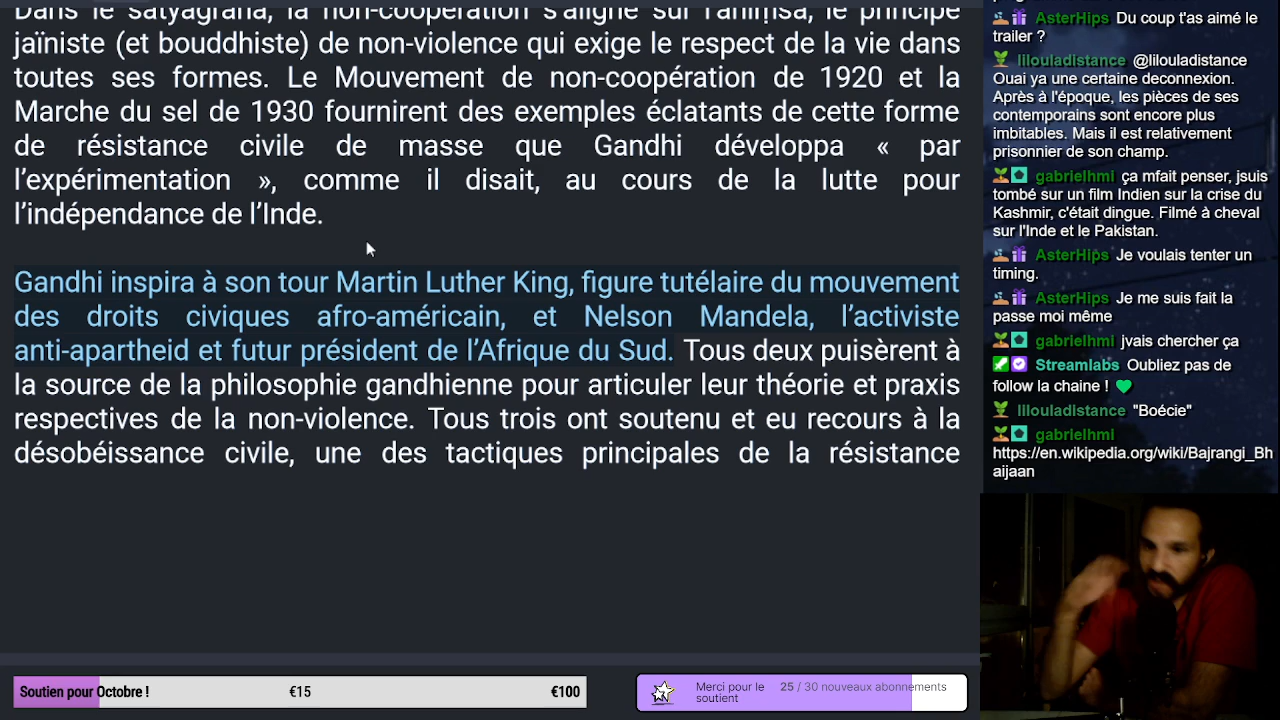 Dans le satyagraha, la non-coopération s'aligne sur l'ahiṃsa, le principe
jaïniste (et bouddhiste) de non-violence qui exige le respect de la vie dans
toutes ses formes. Le Mouvement de non-coopération de 1920 et la
Marche du sel de 1930 fournirent des exemples éclatants de cette forme
de résistance civile de masse que Gandhi développa « par
l’expérimentation », comme il disait, au cours de la lutte pour
l’indépendance de l’Inde.
Gandhi inspira à son tour Martin Luther King, figure tutélaire du mouvement
des droits civiques afro-américain, et Nelson Mandela, l’activiste
anti-apartheid et futur président de l’Afrique du Sud. Tous deux puisèrent à
la source de la philosophie gandhienne pour articuler leur théorie et praxis
respectives de la non-violence. Tous trois ont soutenu et eu recours à la
désobéissance civile, une des tactiques principales de la résistance
Soutien pour Octobre !
€15
€100
Merci pour le
soutient
25 / 30 nouveaux abonnements
AsterHips Du coup t'as aimé le
trailer ?
lilouladistance @lilouladistance
Ouai ya une certaine deconnexion.
Après à l'époque, les pièces de ses
contemporains sont encore plus
imbitables. Mais il est relativement
prisonnier de son champ.
gabrielhmi ça mfait penser, jsuis
tombé sur un film Indien sur la crise du
Kashmir, c'était dingue. Filmé à cheval
sur l'Inde et le Pakistan.
AsterHips Je voulais tenter un
timing.
AsterHips Je me suis fait la
passe moi même
gabrielhmi jvais chercher ça
Streamlabs Oubliez pas de
follow la chaine !
lilouladistance "Boécie"
gabrielhmi
https://en.wikipedia.org/wiki/Bajrangi_Bh
aijaan